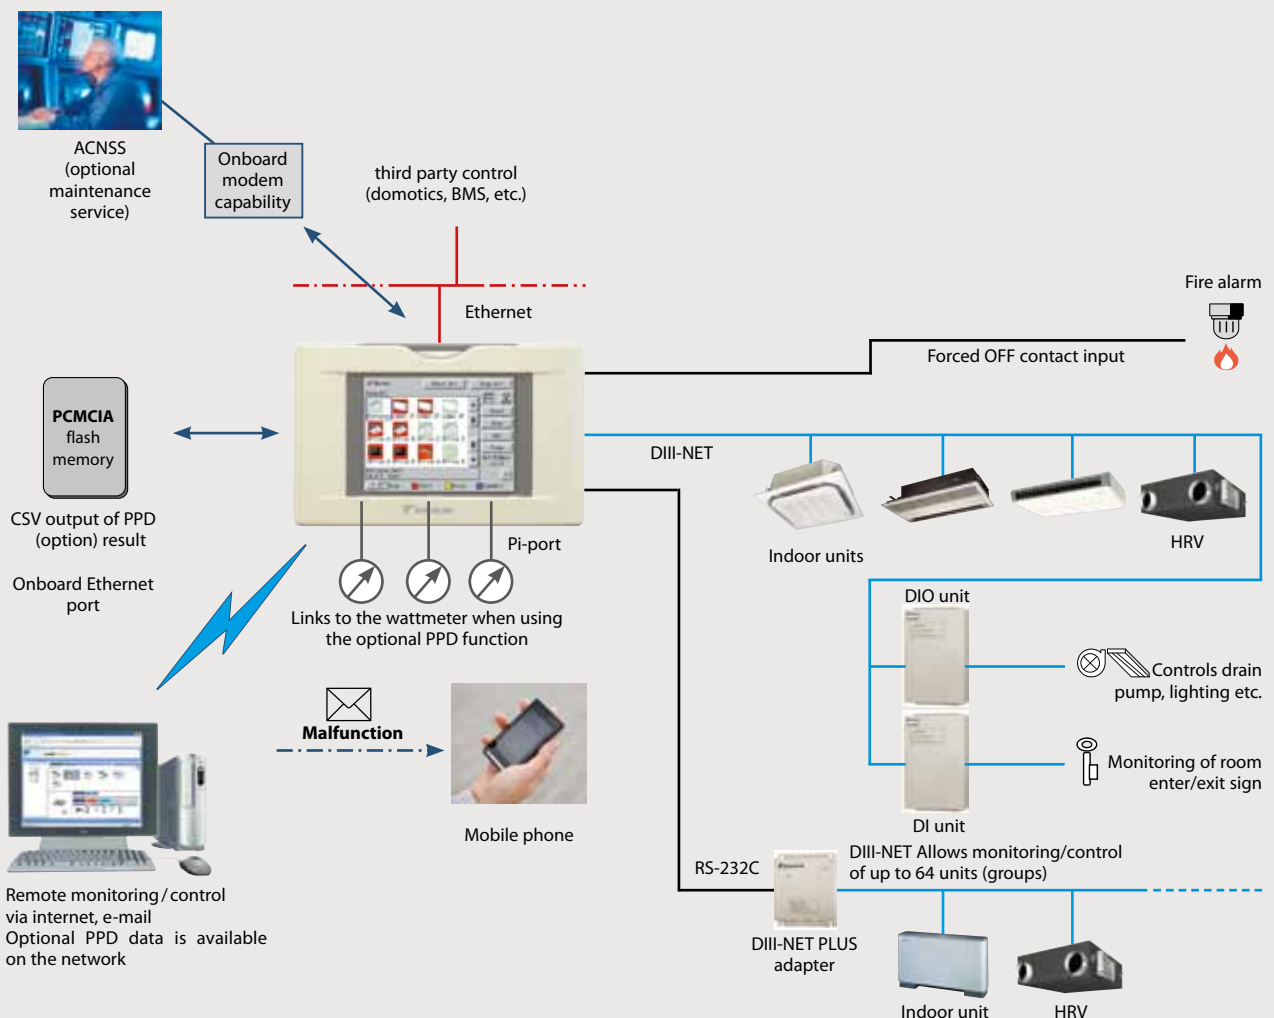 ACNSS
(optional
maintenance
service)
Onboard
modem
capability
third party control
(domotics, BMS, etc.)
Ethernet
Fire alarm
Forced OFF contact input
PCMCIA
flash
memory
CSV output of PPD
(option) result
Onboard Ethernet
port
DIII-NET
Indoor units
HRV
Pi-port
Links to the wattmeter when using
the optional PPD function
DIO unit
Controls drain
pump, lighting etc.
Malfunction
Mobile phone
Monitoring of room
enter/exit sign
DI unit
Remote monitoring/control
via internet, e-mail
Optional PPD data is available
on the network
RS-232C
DIII-NET Allows monitoring/control
of up to 64 units (groups)
DIII-NET PLUS
adapter
Indoor unit
HRV